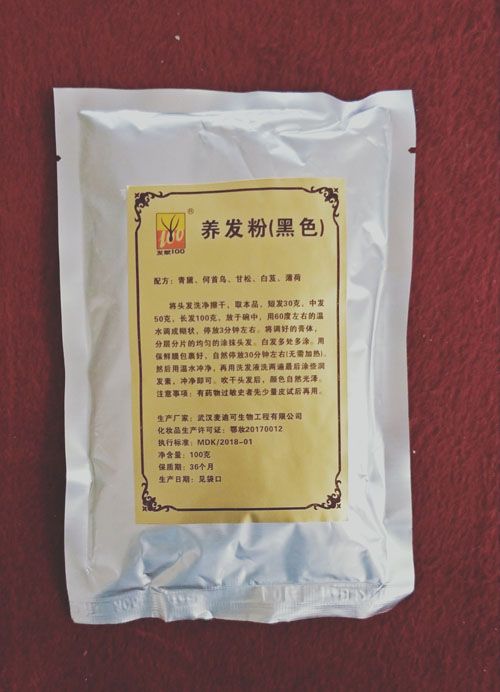 100
发献100
®
养发粉(黑色)
配方：青黛、何首乌、甘松、白芨、薄荷
将头发洗净擦干，取本品，短发30克，中发
50克，长发100克，放于碗中，用60度左右的温
水调成糊状，停放3分钟左右。将调好的膏体，
分层分片的均匀的涂抹头发。白发多处多涂。用
保鲜膜包裹好，自然停放30分钟左右(无需加热)。
然后用温水冲净，再用洗发液洗两遍最后涂些润
发素，冲净即可。吹干头发后，颜色自然光泽。
注意事项：有药物过敏史者先少量皮试后再用。
生产厂家：武汉麦迪可生物工程有限公司
化妆品生产许可证：鄂妆20170012
执行标准：MDK/2018-01
净含量：100克
保质期：36个月
生产日期：见袋口